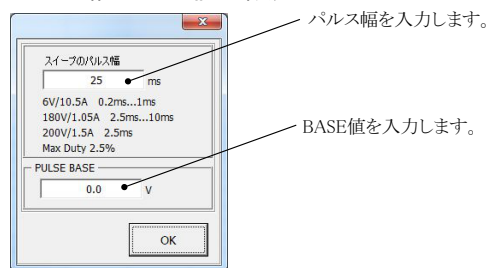 パルス幅を入力します。
スイープのパルス幅
25 ms
6V/10.5A 0.2ms...1ms
180V/1.05A 2.5ms...10ms
200V/1.5A 2.5ms
Max Duty 2.5%
BASE値を入力します。
PULSE BASE
0.0 V
OK